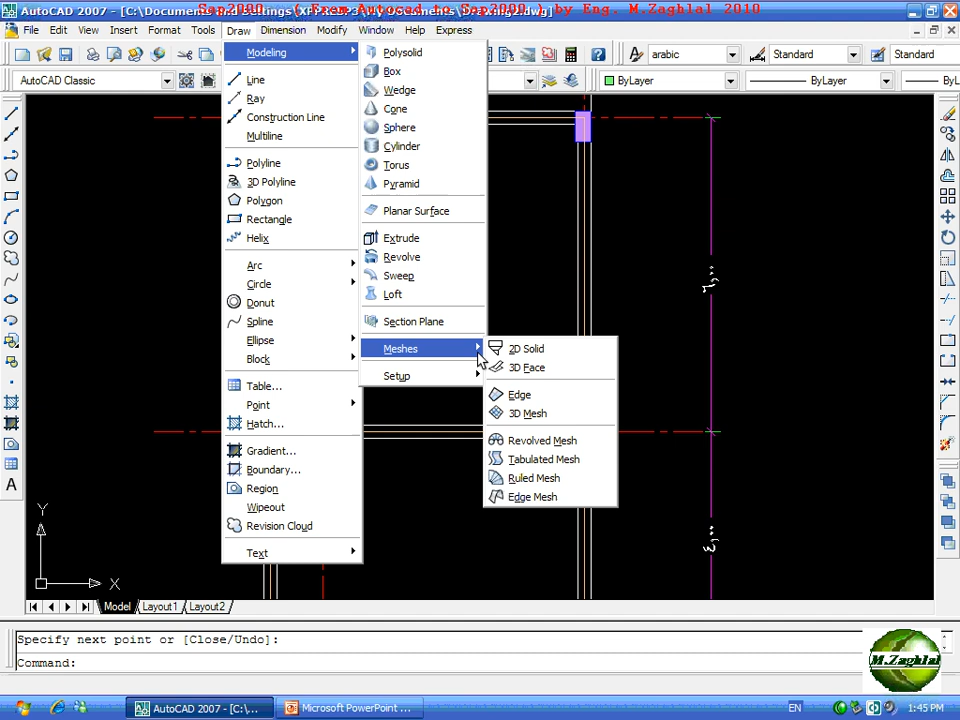 AutoCAD 2007 - [C:\
Sap2000 ( From Autocad to Sap2000 ) by Eng. M.Zaghlal 2010
File Edit View Insert Format Tools Draw Dimension Modify Window Help Express
arabic Standard Standard
AutoCAD Classic ByLayer ByLayer ByL
Modeling
Line
Ray
Construction Line
Multiline
Polyline
3D Polyline
Polygon
Rectangle
Helix
Arc
Circle
Donut
Spline
Ellipse
Block
Table...
Point
Hatch...
Gradient...
Boundary...
Region
Wipeout
Revision Cloud
Text
Polysolid
Box
Wedge
Cone
Sphere
Cylinder
Torus
Pyramid
Planar Surface
Extrude
Revolve
Sweep
Loft
Section Plane
Meshes
Setup
2D Solid
3D Face
Edge
3D Mesh
Revolved Mesh
Tabulated Mesh
Ruled Mesh
Edge Mesh
A
Y
X
٦,٠٠
٤,٠٠
Model Layout1 Layout2
Specify next point or [Close/Undo]:
Command:
M.Zaghlal
AutoCAD 2007 - [C:\... Microsoft PowerPoint ... EN 1:45 PM